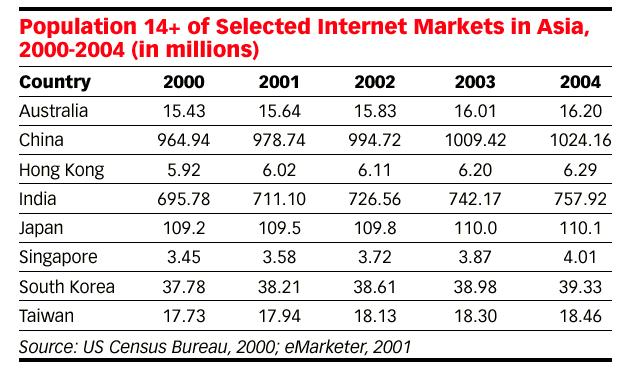 Population 14+ of Selected Internet Markets in Asia,
2000-2004 (in millions)
Country 2000 2001 2002 2003 2004
Australia 15.43 15.64 15.83 16.01 16.20
China 964.94 978.74 994.72 1009.42 1024.16
Hong Kong 5.92 6.02 6.11 6.20 6.29
India 695.78 711.10 726.56 742.17 757.92
Japan 109.2 109.5 109.8 110.0 110.1
Singapore 3.45 3.58 3.72 3.87 4.01
South Korea 37.78 38.21 38.61 38.98 39.33
Taiwan 17.73 17.94 18.13 18.30 18.46
Source: US Census Bureau, 2000; eMarketer, 2001